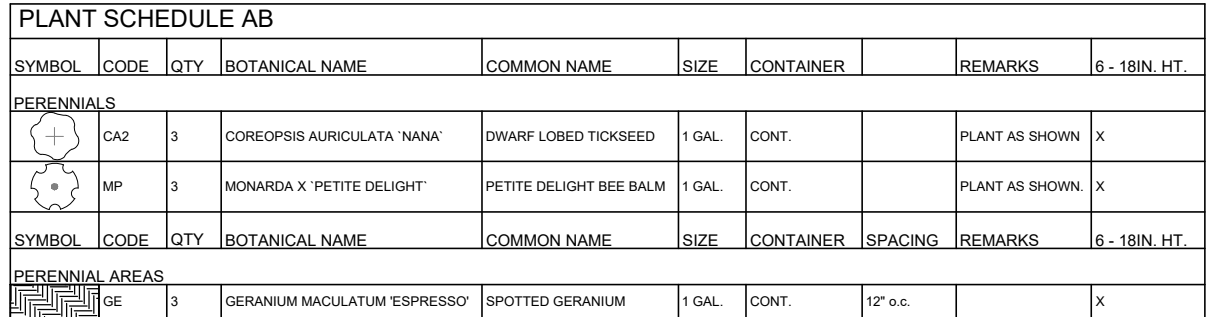 PLANT SCHEDULE AB
SYMBOL CODE QTY BOTANICAL NAME COMMON NAME SIZE CONTAINER REMARKS 6 - 18IN. HT.
PERENNIALS
CA2 3 COREOPSIS AURICULATA `NANA` DWARF LOBED TICKSEED 1 GAL. CONT. PLANT AS SHOWN X
MP 3 MONARDA X `PETITE DELIGHT` PETITE DELIGHT BEE BALM 1 GAL. CONT. PLANT AS SHOWN. X
SYMBOL CODE QTY BOTANICAL NAME COMMON NAME SIZE CONTAINER SPACING REMARKS 6 - 18IN. HT.
PERENNIAL AREAS
GE 3 GERANIUM MACULATUM 'ESPRESSO' SPOTTED GERANIUM 1 GAL. CONT. 12" o.c. X